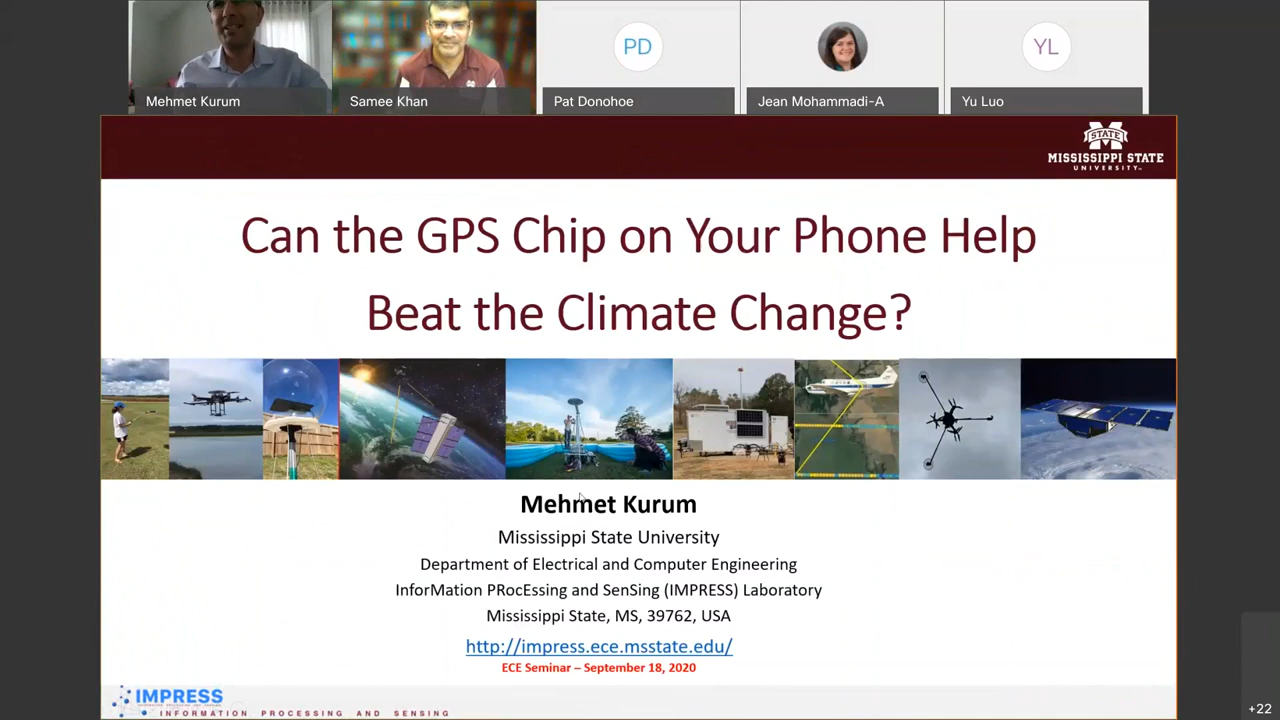 Mehmet Kurum
Samee Khan
PD
Pat Donohoe
Jean Mohammadi-A
YL
Yu Luo
STATE
MISSISSIPPI STATE
UNIVERSITY
Can the GPS Chip on Your Phone Help
Beat the Climate Change?
Mehmet Kurum
Mississippi State University
Department of Electrical and Computer Engineering
InforMation PRocEssing and SenSing (IMPRESS) Laboratory
Mississippi State, MS, 39762, USA
http://impress.ece.msstate.edu/
ECE Seminar – September 18, 2020
IMPRESS
INFORMATION PROCESSING AND SENSING
+22